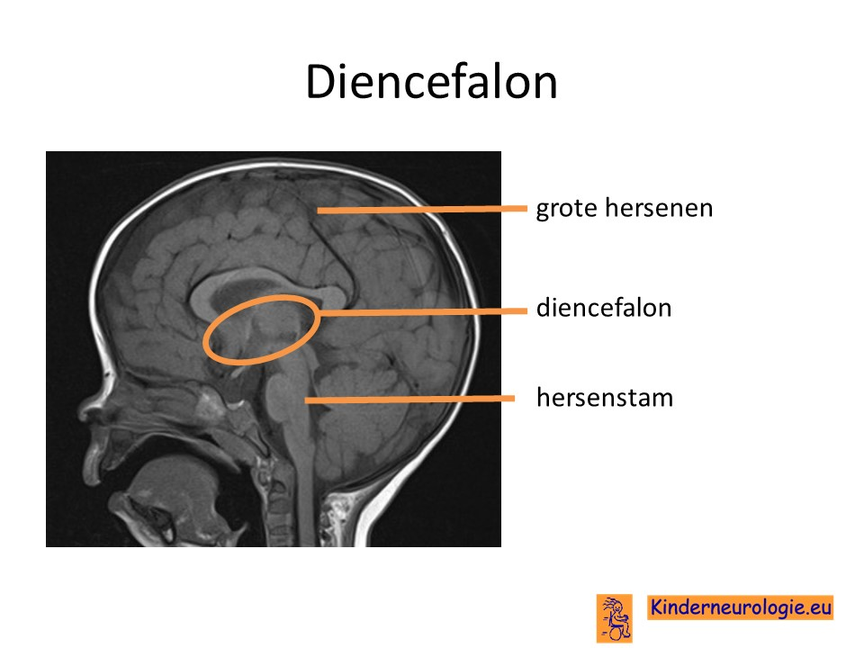 Diencefalon
grote hersenen
diencefalon
hersenstam
Kinderneurologie.eu